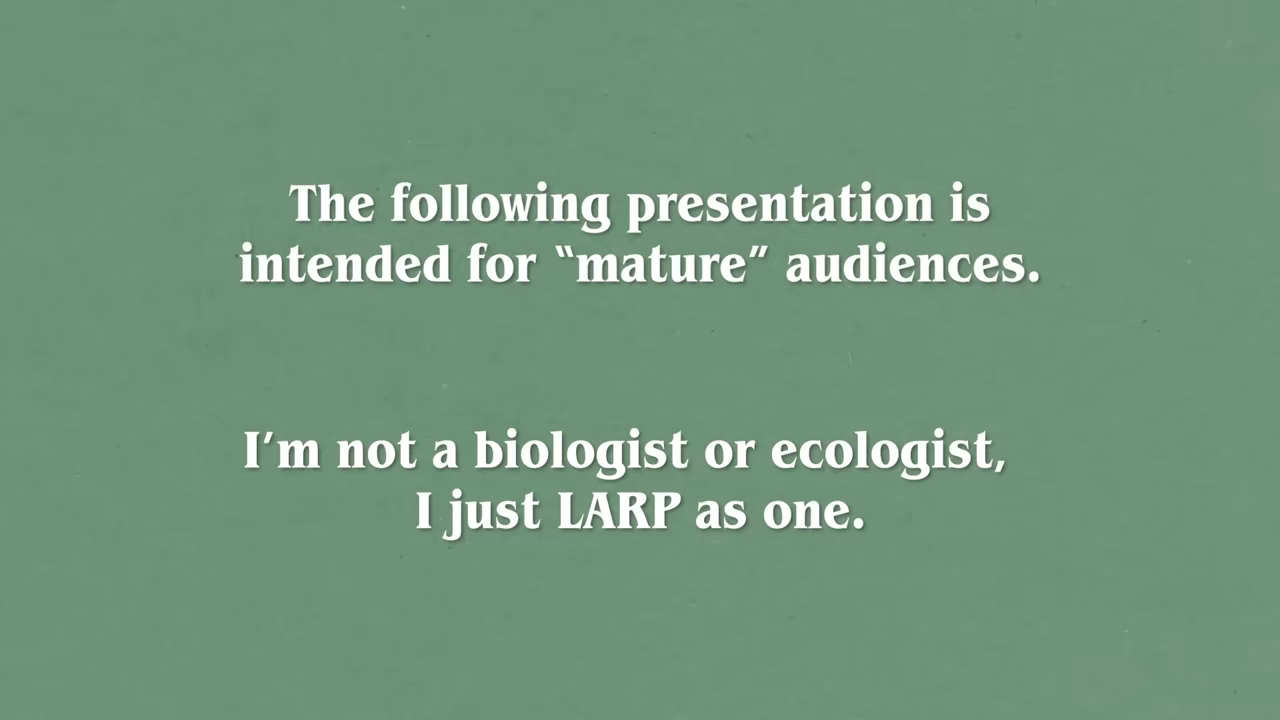 The following presentation is
intended for “mature” audiences.
I’m not a biologist or ecologist,
I just LARP as one.